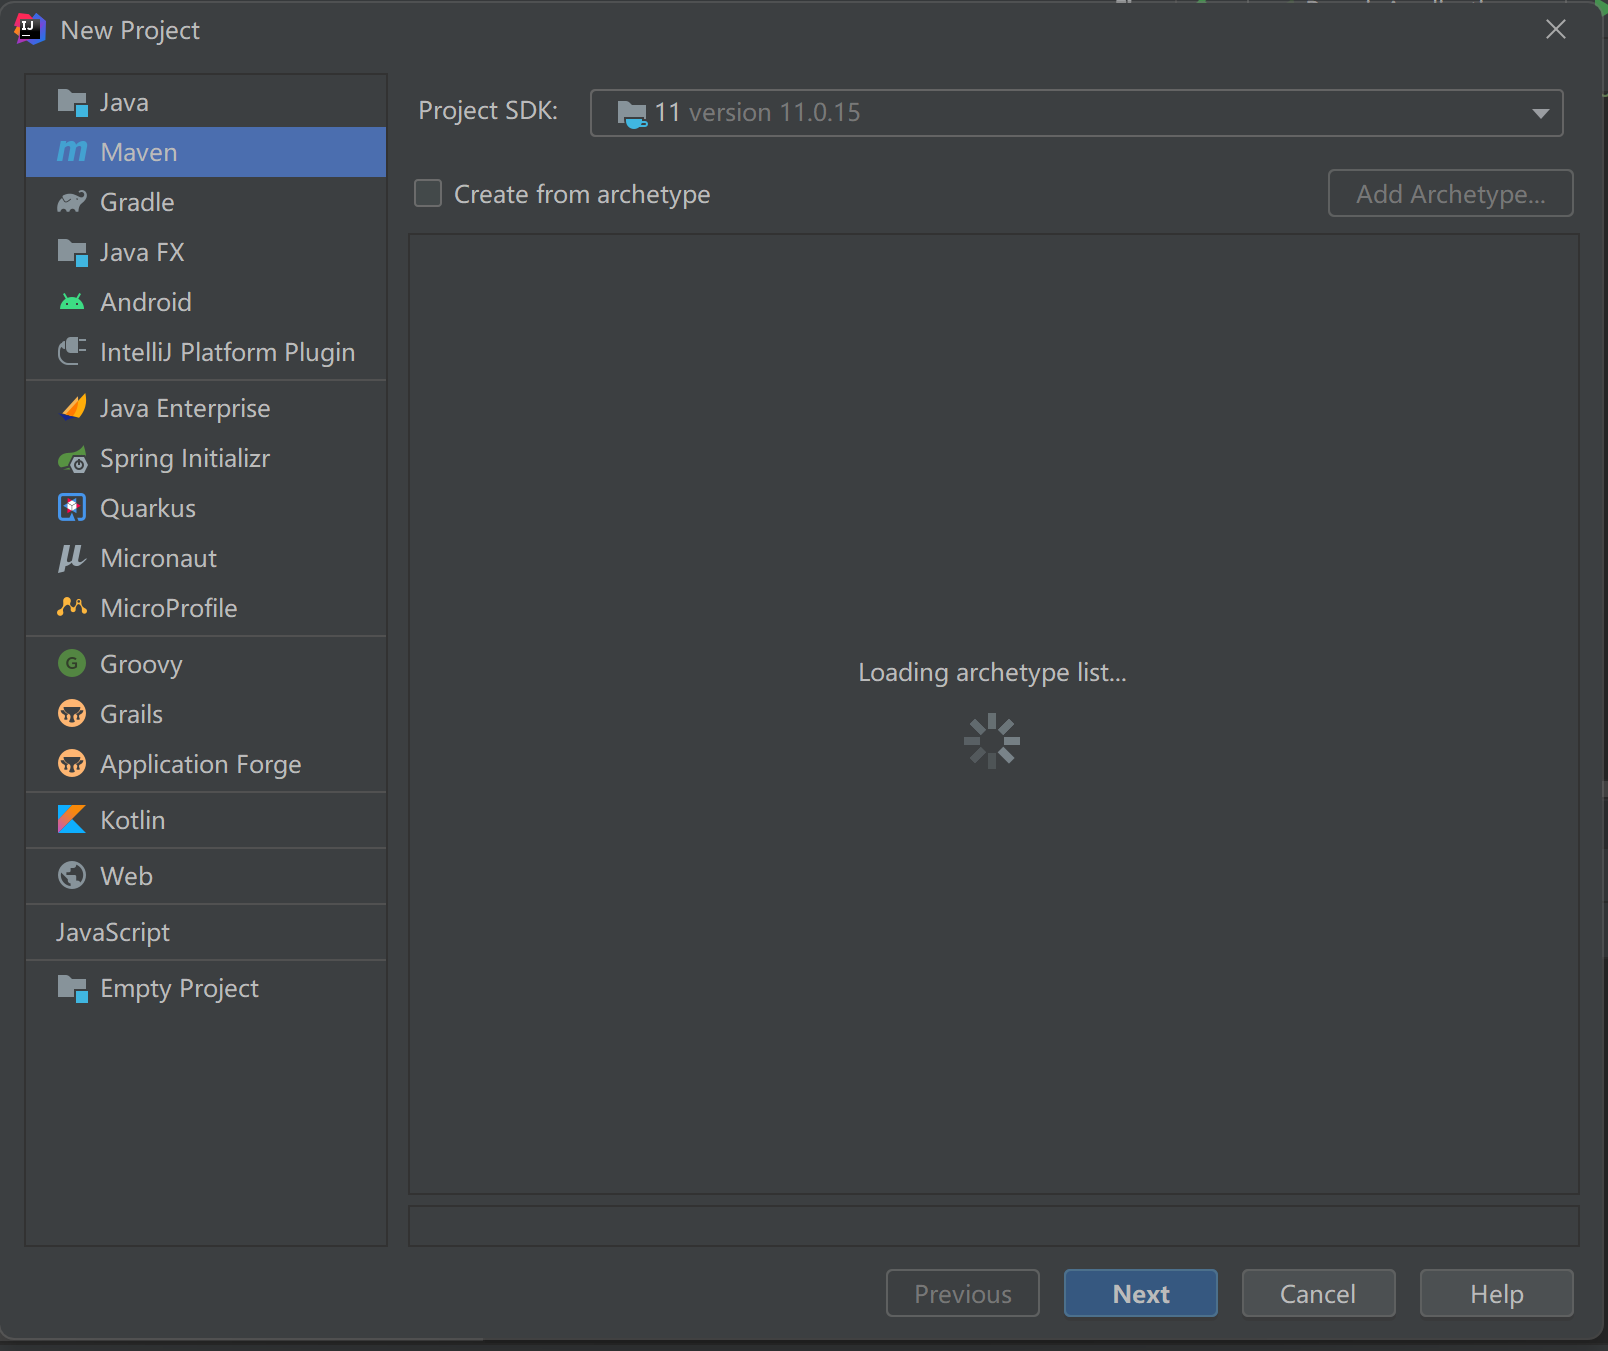 New Project
Java
Maven
Gradle
Java FX
Android
IntelliJ Platform Plugin
Java Enterprise
Spring Initializr
Quarkus
Micronaut
MicroProfile
Groovy
Grails
Application Forge
Kotlin
Web
JavaScript
Empty Project
Project SDK: 11 version 11.0.15
Create from archetype
Add Archetype...
Loading archetype list...
Previous
Next
Cancel
Help